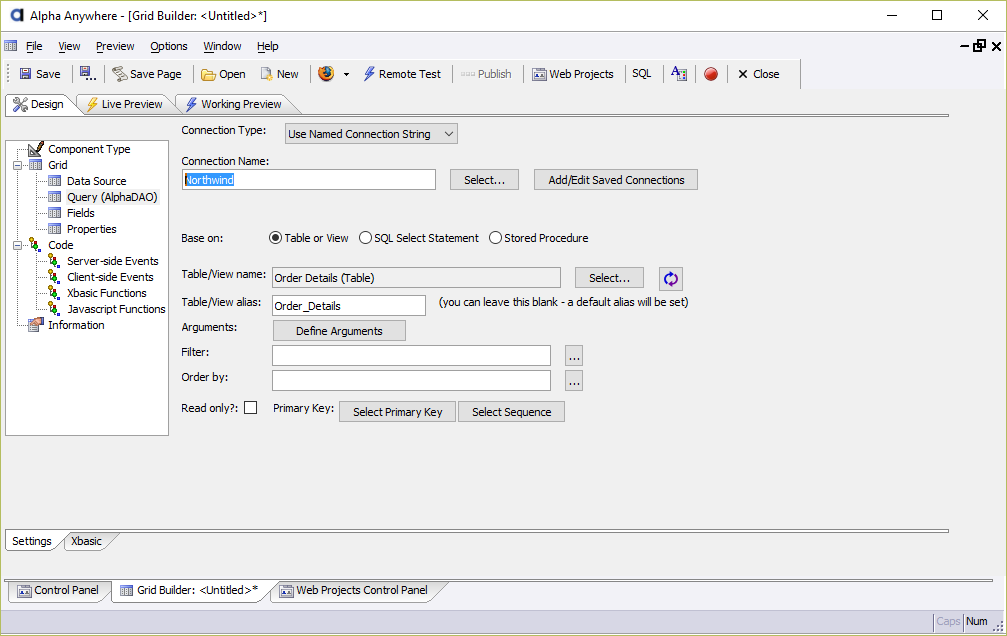 Alpha Anywhere - [Grid Builder: <Untitled>*]
File View Preview Options Window Help
Save Save Page Open New Remote Test Publish Web Projects SQL Close
Design Live Preview Working Preview
Component Type
Grid
Data Source
Query (AlphaDAO)
Fields
Properties
Code
Server-side Events
Client-side Events
Xbasic Functions
Javascript Functions
Information
Connection Type: Use Named Connection String
Connection Name:
Northwind Select... Add/Edit Saved Connections
Base on: Table or View SQL Select Statement Stored Procedure
Table/View name: Order Details (Table) Select...
Table/View alias: Order_Details (you can leave this blank - a default alias will be set)
Arguments: Define Arguments
Filter: ...
Order by: ...
Read only?: Primary Key: Select Primary Key Select Sequence
Settings Xbasic
Control Panel Grid Builder: <Untitled>* Web Projects Control Panel
Caps Num